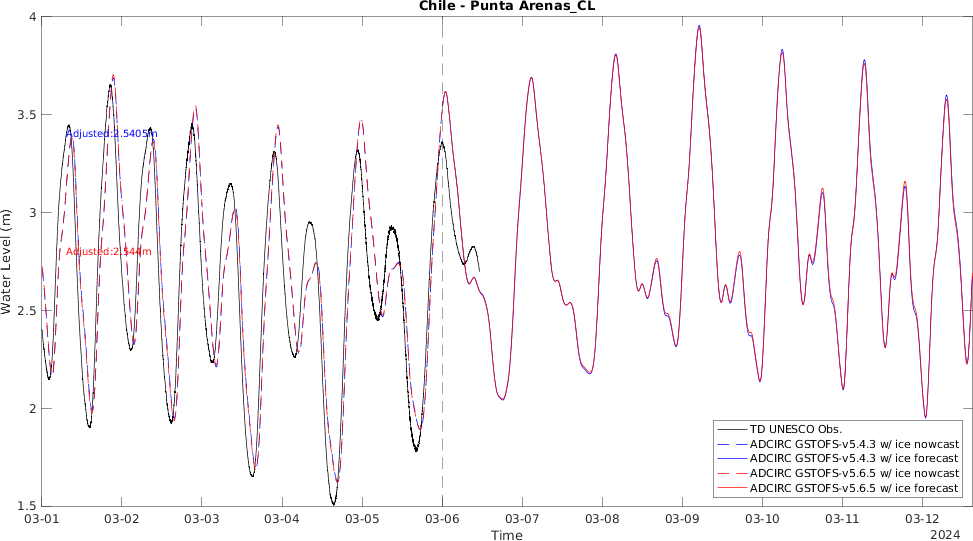 Chile - Punta Arenas_CL
4
3.5
3
2.5
2
1.5
Water Level (m)
Adjusted:2.5405m
Adjusted:2.544m
TD UNESCO Obs.
ADCIRC GSTOFS-v5.4.3 w/ ice nowcast
ADCIRC GSTOFS-v5.4.3 w/ ice forecast
ADCIRC GSTOFS-v5.6.5 w/ ice nowcast
ADCIRC GSTOFS-v5.6.5 w/ ice forecast
03-01 03-02 03-03 03-04 03-05 03-06 03-07 03-08 03-09 03-10 03-11 03-12
Time
2024